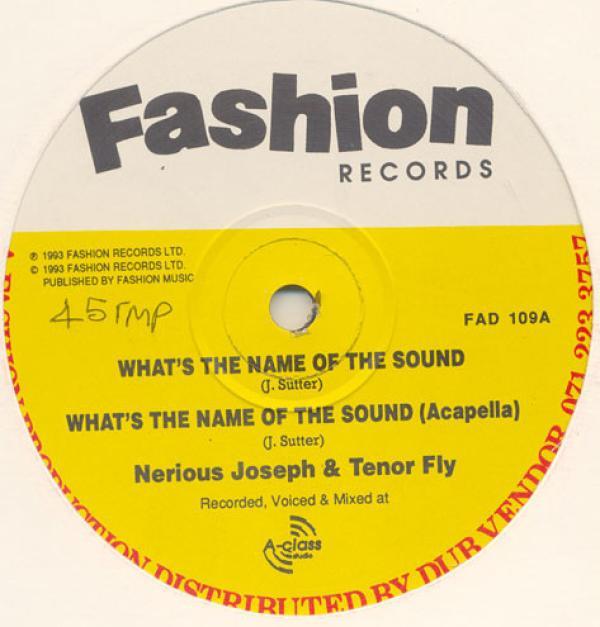 Fashion
RECORDS
℗ 1993 FASHION RECORDS LTD.
© 1993 FASHION RECORDS LTD.
PUBLISHED BY FASHION MUSIC
45rmp
FAD 109A
WHAT'S THE NAME OF THE SOUND
(J. Sutter)
WHAT'S THE NAME OF THE SOUND (Acapella)
(J. Sutter)
Nerious Joseph & Tenor Fly
Recorded, Voiced & Mixed at
A-class
studio
A FASHION PRODUCTION DISTRIBUTED BY DUB VENDOR 071 223 3757